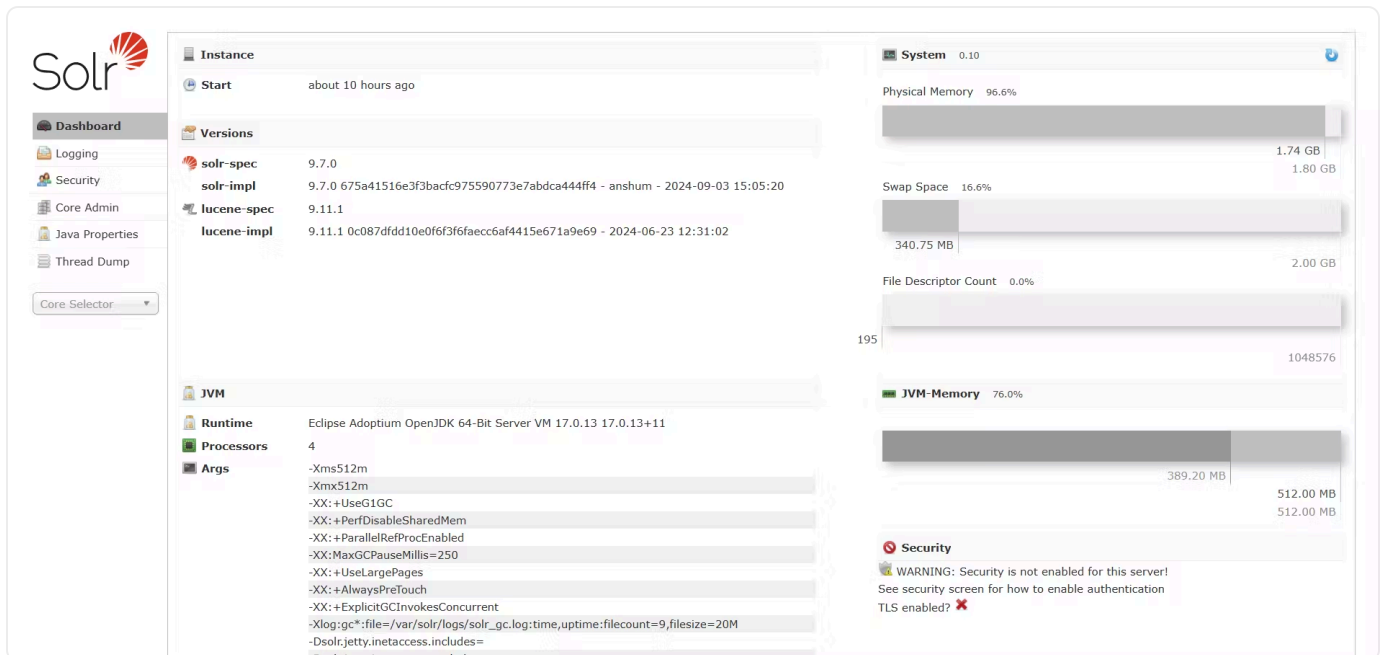 Solr
Dashboard
Logging
Security
Core Admin
Java Properties
Thread Dump
Core Selector
Instance
Start about 10 hours ago
Versions
solr-spec 9.7.0
solr-impl 9.7.0 675a41516e3f3bacfc975590773e7abdca444ff4 - anshum - 2024-09-03 15:05:20
lucene-spec 9.11.1
lucene-impl 9.11.1 0c087dfdd10e0f6f3f6faecc6af4415e671a9e69 - 2024-06-23 12:31:02
JVM
Runtime Eclipse Adoptium OpenJDK 64-Bit Server VM 17.0.13 17.0.13+11
Processors 4
Args -Xms512m
-Xmx512m
-XX:+UseG1GC
-XX:+PerfDisableSharedMem
-XX:+ParallelRefProcEnabled
-XX:MaxGCPauseMillis=250
-XX:+UseLargePages
-XX:+AlwaysPreTouch
-XX:+ExplicitGCInvokesConcurrent
-Xlog:gc*:file=/var/solr/logs/solr_gc.log:time,uptime:filecount=9,filesize=20M
-Dsolr.jetty.inetaccess.includes=
System 0.10
Physical Memory 96.6%
1.74 GB
1.80 GB
Swap Space 16.6%
340.75 MB
2.00 GB
File Descriptor Count 0.0%
195
1048576
JVM-Memory 76.0%
389.20 MB
512.00 MB
512.00 MB
Security
WARNING: Security is not enabled for this server!
See security screen for how to enable authentication
TLS enabled?